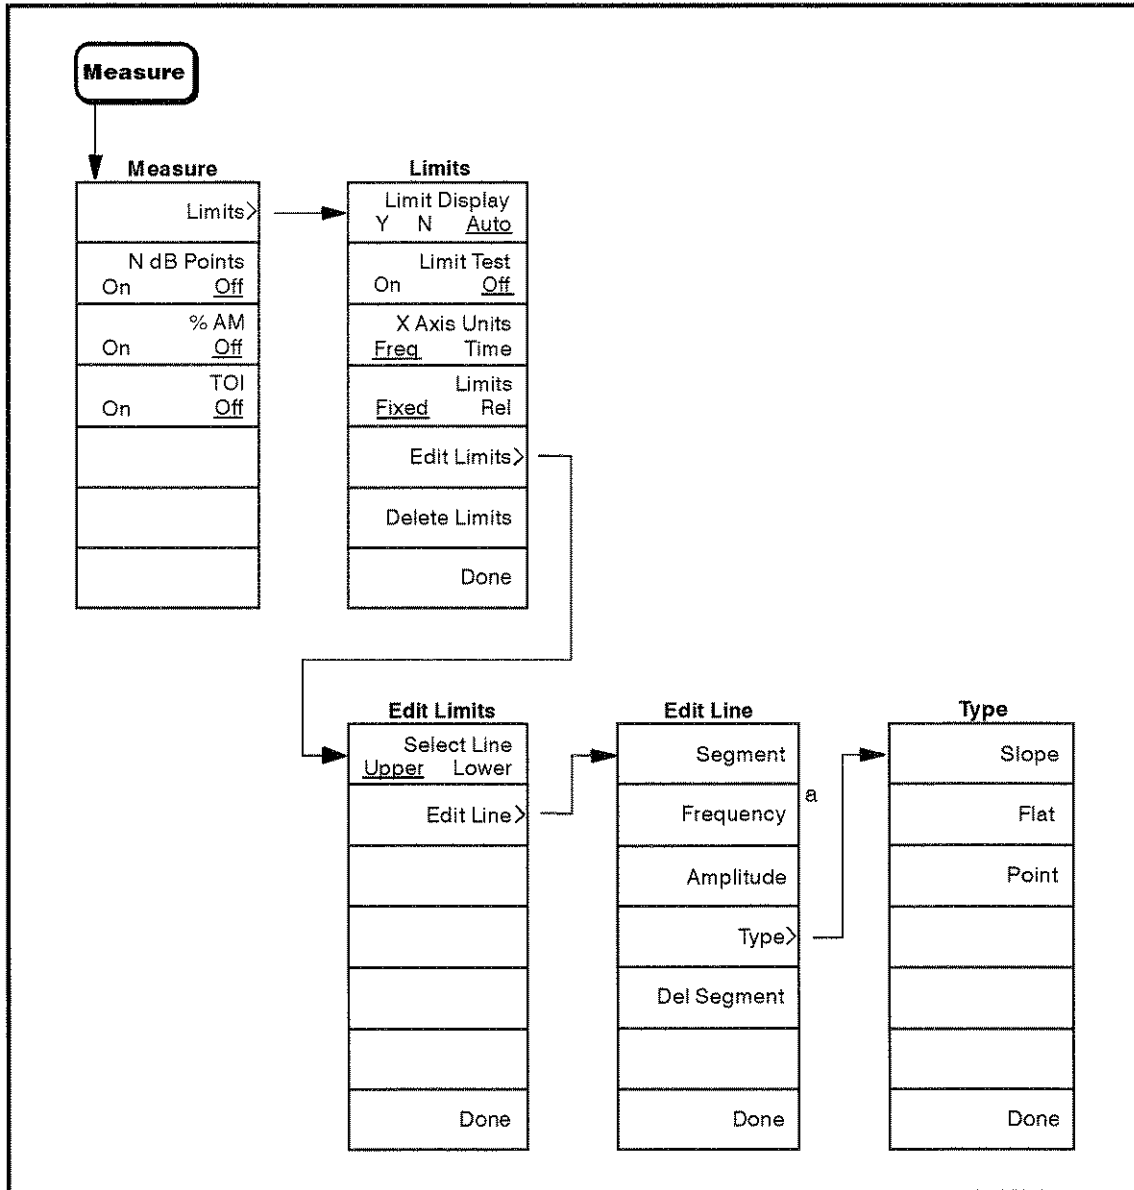 Measure
Measure
Limits>
N dB Points
On Off
% AM
On Off
TOI
On Off
Limits
Limit Display
Y N Auto
Limit Test
On Off
X Axis Units
Freq Time
Limits
Fixed Rel
Edit Limits>
Delete Limits
Done
Edit Limits
Select Line
Upper Lower
Edit Line>
Done
Edit Line
Segment
Frequency
a
Amplitude
Type>
Del Segment
Done
Type
Slope
Flat
Point
Done